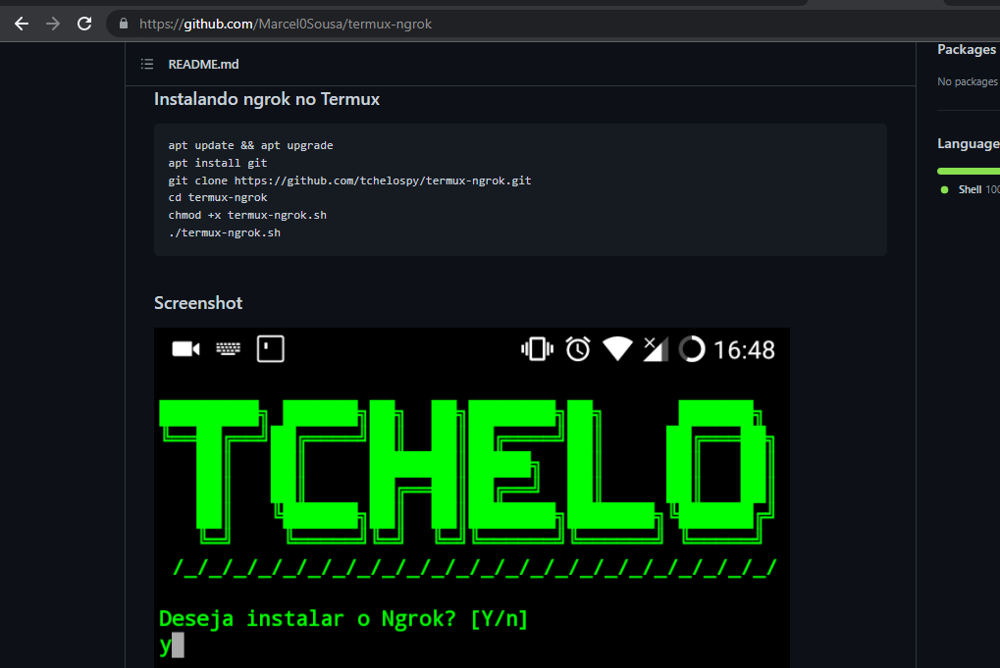 https://github.com/Marcel0Sousa/termux-ngrok
README.md
Instalando ngrok no Termux
apt update && apt upgrade
apt install git
git clone https://github.com/tchelospy/termux-ngrok.git
cd termux-ngrok
chmod +x termux-ngrok.sh
./termux-ngrok.sh
Screenshot
16:48
TCHELO
/_/_/_/_/_/_/_/_/_/_/_/_/_/_/_/_/_/_/_/_/_/_/_/_/
Deseja instalar o Ngrok? [Y/n]
y
Packages
No packages
Language
Shell 100